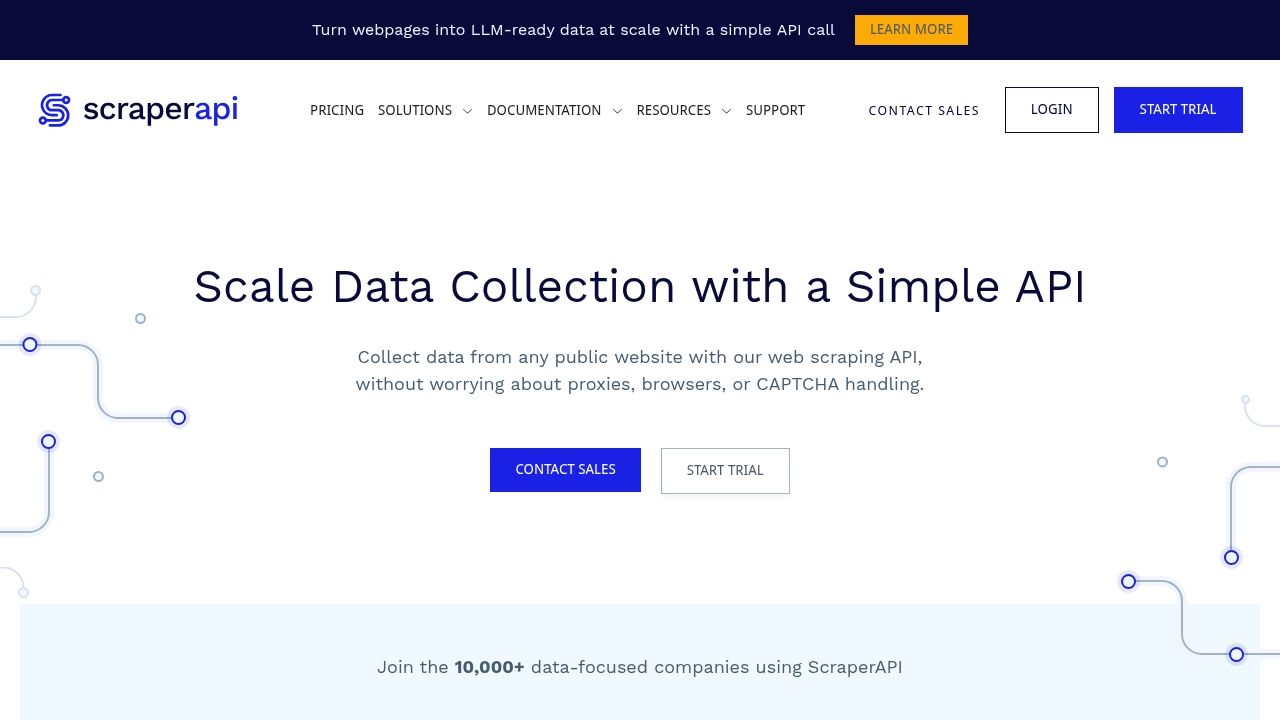 Turn webpages into LLM-ready data at scale with a simple API call LEARN MORE
scraperapi PRICING SOLUTIONS DOCUMENTATION RESOURCES SUPPORT CONTACT SALES LOGIN START TRIAL
Scale Data Collection with a Simple API
Collect data from any public website with our web scraping API,
without worrying about proxies, browsers, or CAPTCHA handling.
CONTACT SALES START TRIAL
Join the 10,000+ data-focused companies using ScraperAPI